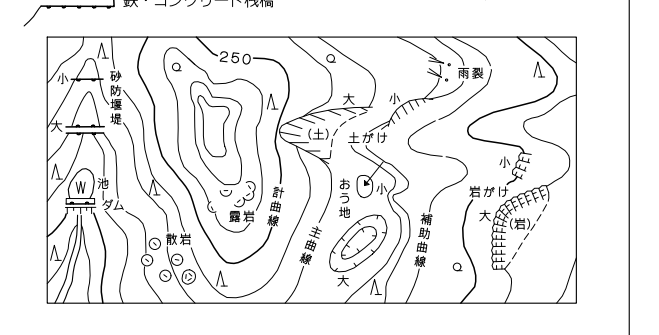 鉄・コンクリート桟橋
250
小
砂防堰堤
大
W
池
ダム
露岩
散岩
計曲線
主曲線
大
(土)
小
土がけ
雨裂
おう地
小
大
補助曲線
小
岩がけ
大
(岩)